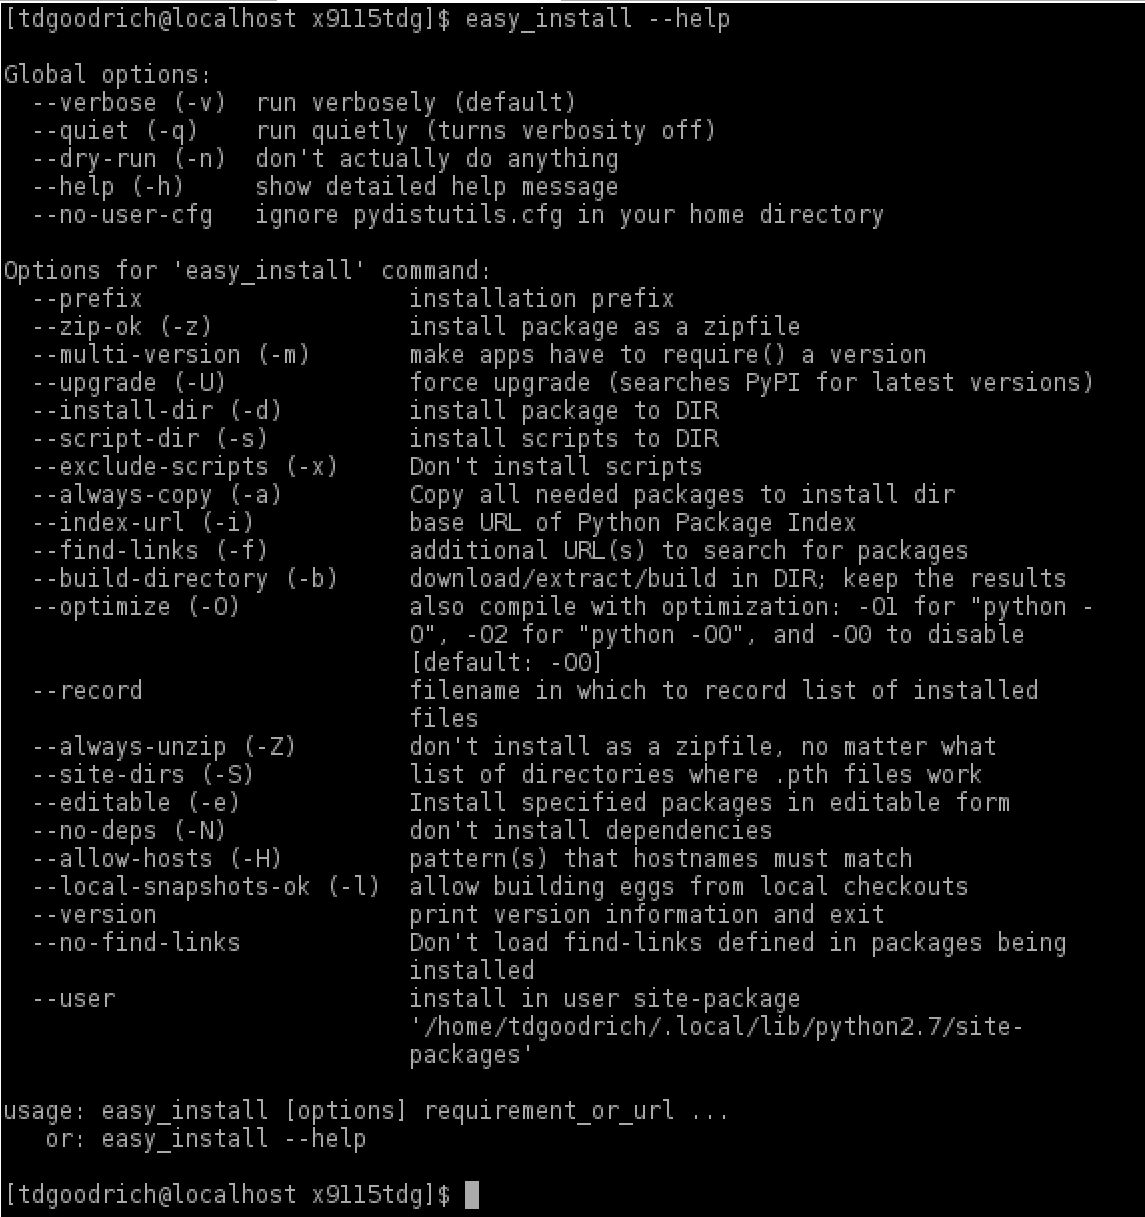 [tdgoodrich@localhost x9115tdg]$ easy_install --help

Global options:
  --verbose (-v)  run verbosely (default)
  --quiet (-q)    run quietly (turns verbosity off)
  --dry-run (-n)  don't actually do anything
  --help (-h)     show detailed help message
  --no-user-cfg   ignore pydistutils.cfg in your home directory

Options for 'easy_install' command:
  --prefix                   installation prefix
  --zip-ok (-z)              install package as a zipfile
  --multi-version (-m)       make apps have to require() a version
  --upgrade (-U)             force upgrade (searches PyPI for latest versions)
  --install-dir (-d)         install package to DIR
  --script-dir (-s)          install scripts to DIR
  --exclude-scripts (-x)     Don't install scripts
  --always-copy (-a)         Copy all needed packages to install dir
  --index-url (-i)           base URL of Python Package Index
  --find-links (-f)          additional URL(s) to search for packages
  --build-directory (-b)     download/extract/build in DIR; keep the results
  --optimize (-O)            also compile with optimization: -O1 for "python -
                             O", -O2 for "python -OO", and -O0 to disable
                             [default: -O0]
  --record                   filename in which to record list of installed
                             files
  --always-unzip (-Z)        don't install as a zipfile, no matter what
  --site-dirs (-S)           list of directories where .pth files work
  --editable (-e)            Install specified packages in editable form
  --no-deps (-N)             don't install dependencies
  --allow-hosts (-H)         pattern(s) that hostnames must match
  --local-snapshots-ok (-l)  allow building eggs from local checkouts
  --version                  print version information and exit
  --no-find-links            Don't load find-links defined in packages being
                             installed
  --user                     install in user site-package
                             '/home/tdgoodrich/.local/lib/python2.7/site-
                             packages'

usage: easy_install [options] requirement_or_url ...
   or: easy_install --help

[tdgoodrich@localhost x9115tdg]$